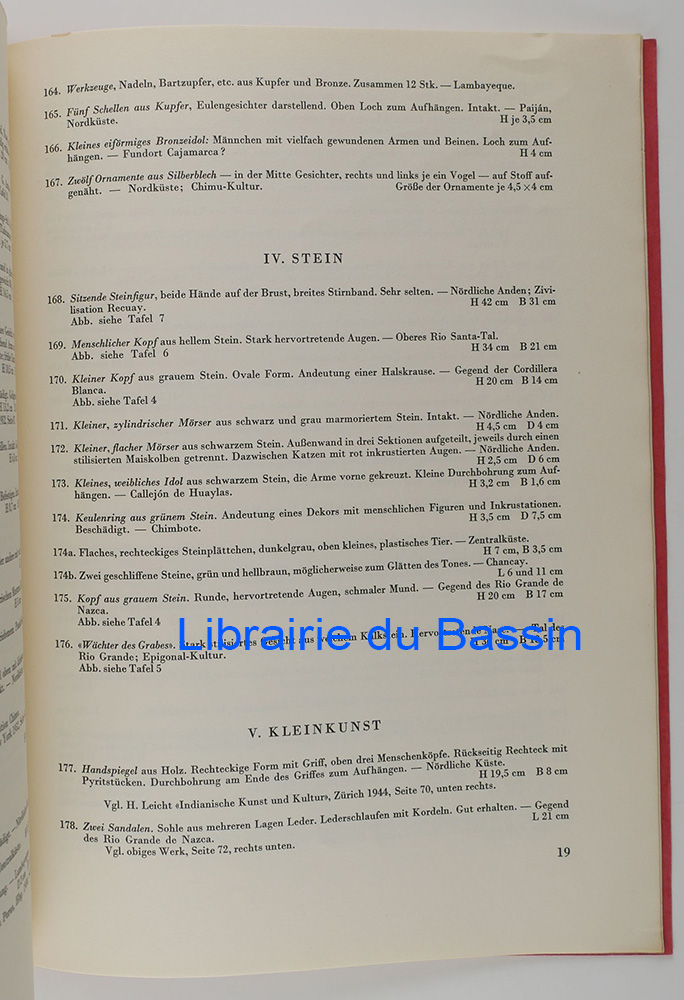 164. Werkzeuge, Nadeln, Bartzupfer, etc. aus Kupfer und Bronze. Zusammen 12 Stk. — Lambayeque.
165. Fünf Schellen aus Kupfer, Eulengesichter darstellend. Oben Loch zum Aufhängen. Intakt. — Paiján,
Nordküste. H je 3,5 cm
166. Kleines eiförmiges Bronzeidol: Männchen mit vielfach gewundenen Armen und Beinen. Loch zum Auf-
hängen. — Fundort Cajamarca? H 4 cm
167. Zwölf Ornamente aus Silberblech — in der Mitte Gesichter, rechts und links je ein Vogel — auf Stoff auf-
genäht. — Nordküste; Chimu-Kultur. Größe der Ornamente je 4,5 × 4 cm
IV. STEIN
168. Sitzende Steinfigur, beide Hände auf der Brust, breites Stirnband. Sehr selten. — Nördliche Anden; Zivi-
lisation Recuay. H 42 cm B 31 cm
Abb. siehe Tafel 7
169. Menschlicher Kopf aus hellem Stein. Stark hervortretende Augen. — Oberes Rio Santa-Tal.
Abb. siehe Tafel 6 H 34 cm B 21 cm
170. Kleiner Kopf aus grauem Stein. Ovale Form. Andeutung einer Halskrause. — Gegend der Cordillera
Blanca. H 20 cm B 14 cm
Abb. siehe Tafel 4
171. Kleiner, zylindrischer Mörser aus schwarz und grau marmoriertem Stein. Intakt. — Nördliche Anden.
H 4,5 cm D 4 cm
172. Kleiner, flacher Mörser aus schwarzem Stein. Außenwand in drei Sektionen aufgeteilt, jeweils durch einen
stilisierten Maiskolben getrennt. Dazwischen Katzen mit rot inkrustierten Augen. — Nördliche Anden.
H 2,5 cm D 6 cm
173. Kleines, weibliches Idol aus schwarzem Stein, die Arme vorne gekreuzt. Kleine Durchbohrung zum Auf-
hängen. — Callejón de Huaylas. H 3,2 cm B 1,6 cm
174. Keulenring aus grünem Stein. Andeutung eines Dekors mit menschlichen Figuren und Inkrustationen.
Beschädigt. — Chimbote. H 3,5 cm D 7,5 cm
174a. Flaches, rechteckiges Steinplättchen, dunkelgrau, oben kleines, plastisches Tier. — Zentralküste.
H 7 cm, B 3,5 cm
174b. Zwei geschliffene Steine, grün und hellbraun, möglicherweise zum Glätten des Tones. — Chancay.
L 6 und 11 cm
175. Kopf aus grauem Stein. Runde, hervortretende Augen, schmaler Mund. — Gegend des Rio Grande de
Nazca. H 20 cm B 17 cm
Abb. siehe Tafel 4
Librairie du Bassin
176. «Wächter des Grabes». Stark stilisiertes Gesicht aus weichem Kalkstein. Hervortretende Nase. — Tal des
Rio Grande; Epigonal-Kultur.
Abb. siehe Tafel 5
V. KLEINKUNST
177. Handspiegel aus Holz. Rechteckige Form mit Griff, oben drei Menschenköpfe. Rückseitig Rechteck mit
Pyritstücken. Durchbohrung am Ende des Griffes zum Aufhängen. — Nördliche Küste.
H 19,5 cm B 8 cm
Vgl. H. Leicht «Indianische Kunst und Kultur», Zürich 1944, Seite 70, unten rechts.
178. Zwei Sandalen. Sohle aus mehreren Lagen Leder. Lederschlaufen mit Kordeln. Gut erhalten. — Gegend
des Rio Grande de Nazca. L 21 cm
Vgl. obiges Werk, Seite 72, rechts unten.
19